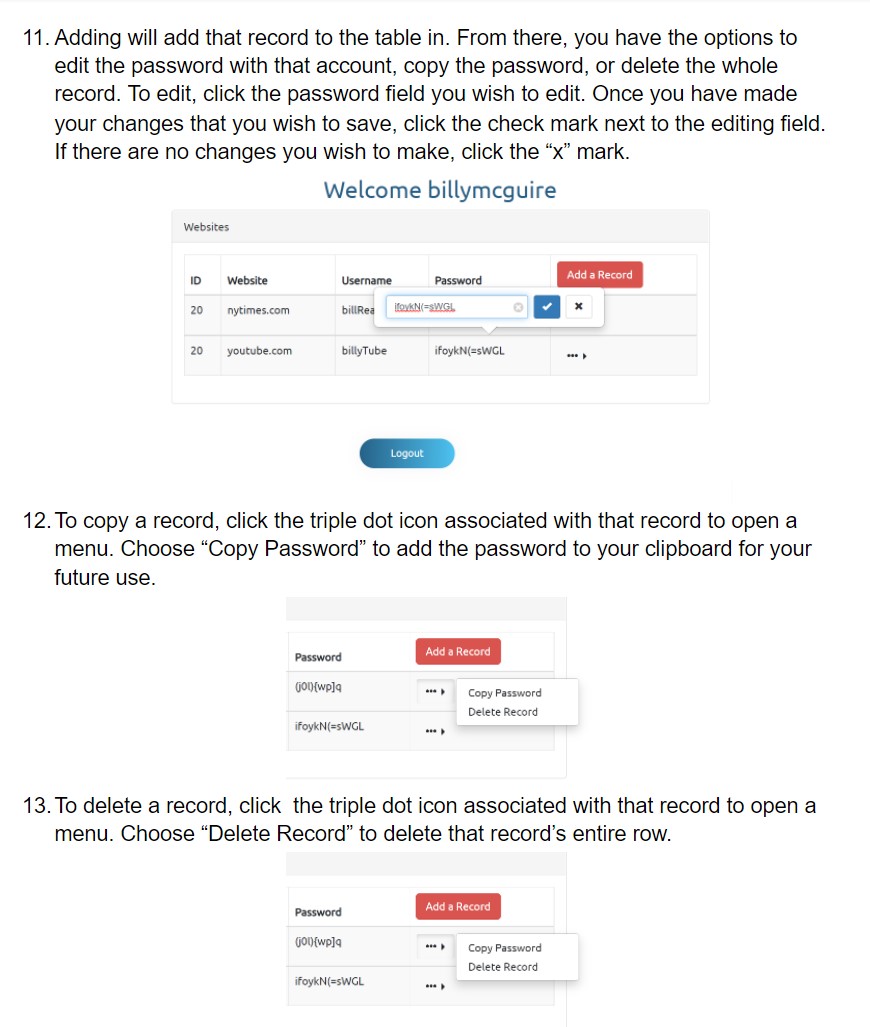 11. Adding will add that record to the table in. From there, you have the options to
edit the password with that account, copy the password, or delete the whole
record. To edit, click the password field you wish to edit. Once you have made
your changes that you wish to save, click the check mark next to the editing field.
If there are no changes you wish to make, click the “x” mark.
Welcome billymcguire
Websites
ID Website Username Password Add a Record
20 nytimes.com billRea ifoykN(=sWGL
20 youtube.com billyTube ifoykN(=sWGL
Logout
12. To copy a record, click the triple dot icon associated with that record to open a
menu. Choose “Copy Password” to add the password to your clipboard for your
future use.
Password Add a Record
(j0l){wp]q Copy Password
Delete Record
ifoykN(=sWGL
13. To delete a record, click  the triple dot icon associated with that record to open a
menu. Choose “Delete Record” to delete that record’s entire row.
Password Add a Record
(j0l){wp]q Copy Password
Delete Record
ifoykN(=sWGL